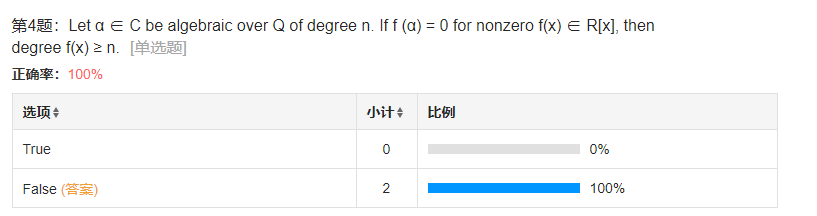 第4题：Let α ∈ C be algebraic over Q of degree n. If f (α) = 0 for nonzero f(x) ∈ R[x], then
degree f(x) ≥ n. [单选题]
正确率：100%
选项 小计 比例
True 0 0%
False (答案) 2 100%